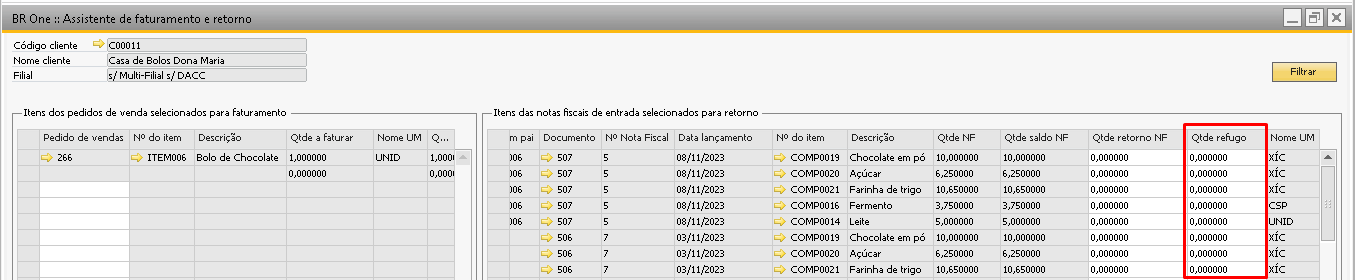 BR One :: Assistente de faturamento e retorno
Código cliente C00011
Nome cliente Casa de Bolos Dona Maria
Filial s/ Multi-Filial s/ DACC
Filtrar
Itens dos pedidos de venda selecionados para faturamento
Pedido de vendas Nº do item Descrição Qtde a faturar Nome UM Q...
266 ITEM006 Bolo de Chocolate 1,000000 UNID 1,000
0,000000 0,000
Itens das notas fiscais de entrada selecionados para retorno
m pai Documento Nº Nota Fiscal Data lançamento Nº do item Descrição Qtde NF Qtde saldo NF Qtde retorno NF Qtde refugo Nome UM
006 507 5 08/11/2023 COMP0019 Chocolate em pó 10,000000 10,000000 0,000000 0,000000 XÍC
006 507 5 08/11/2023 COMP0020 Açúcar 6,250000 6,250000 0,000000 0,000000 XÍC
006 507 5 08/11/2023 COMP0021 Farinha de trigo 10,650000 10,650000 0,000000 0,000000 XÍC
006 507 5 08/11/2023 COMP0016 Fermento 3,750000 3,750000 0,000000 0,000000 CSP
006 507 5 08/11/2023 COMP0014 Leite 5,000000 5,000000 0,000000 0,000000 UNID
506 7 03/11/2023 COMP0019 Chocolate em pó 10,000000 10,000000 0,000000 0,000000 XÍC
506 7 03/11/2023 COMP0020 Açúcar 6,250000 6,250000 0,000000 0,000000 XÍC
506 7 03/11/2023 COMP0021 Farinha de trigo 10,650000 10,650000 0,000000 0,000000 XÍC